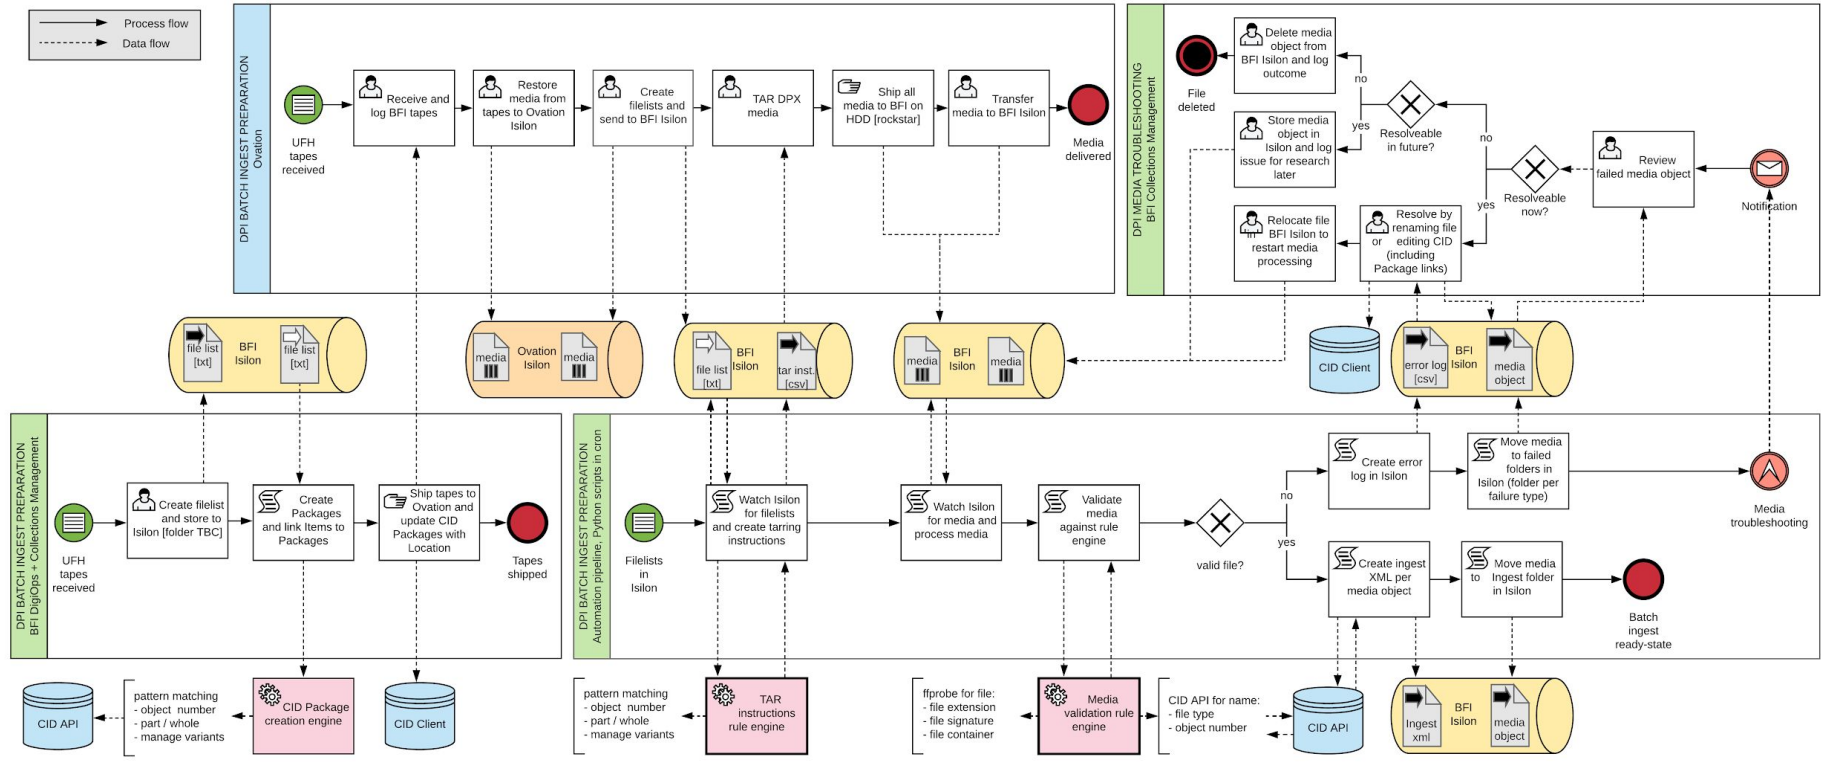 Process flow
Data flow
DPI BATCH INGEST PREPARATION
Ovation
UFH
tapes
received
Receive and
log BFI tapes
Restore
media from
tapes to Ovation
Isilon
Create
filelists and
send to BFI Isilon
TAR DPX
media
Ship all
media to BFI on
HDD [rockstar]
Transfer
media to BFI Isilon
Media
delivered
DPI MEDIA TROUBLESHOOTING
BFI Collections Management
File
deleted
Delete media
object from
BFI Isilon and log
outcome
no
yes
Resolveable
in future?
Store media
object in
Isilon and log
issue for research
later
no
yes
Resolveable
now?
Review
failed media object
Notification
Relocate file
in BFI Isilon to
restart media
processing
Resolve by
renaming file
or editing CID
(including
Package links)
file list
[txt]
BFI
Isilon
file list
[txt]
media
Ovation
Isilon
media
file list
[txt]
BFI
Isilon
tar inst.
[csv]
media
BFI
Isilon
media
CID Client
error log
[csv]
BFI
Isilon
media
object
DPI BATCH INGEST PREPARATION
BFI DigiOps + Collections Management
UFH
tapes
received
Create filelist
and store to
Isilon [folder TBC]
Create
Packages
and link Items to
Packages
Ship tapes to
Ovation and
update CID
Packages with
Location
Tapes
shipped
DPI BATCH INGEST PREPARATION
Automation pipeline, Python scripts in cron
Filelists
in
Isilon
Watch Isilon
for filelists
and create tarring
instructions
Watch Isilon
for media and
process media
Validate
media
against rule
engine
valid file?
no
yes
Create error
log in Isilon
Move media
to failed
folders in
Isilon (folder per
failure type)
Media
troubleshooting
Create ingest
XML per
media object
Move media
to Ingest folder
in Isilon
Batch
ingest
ready-state
CID API
pattern matching
- object number
- part / whole
- manage variants
CID Package
creation engine
CID Client
pattern matching
- object number
- part / whole
- manage variants
TAR
instructions
rule engine
ffprobe for file:
- file extension
- file signature
- file container
Media
validation rule
engine
CID API for name:
- file type
- object number
CID API
Ingest
xml
BFI
Isilon
media
object